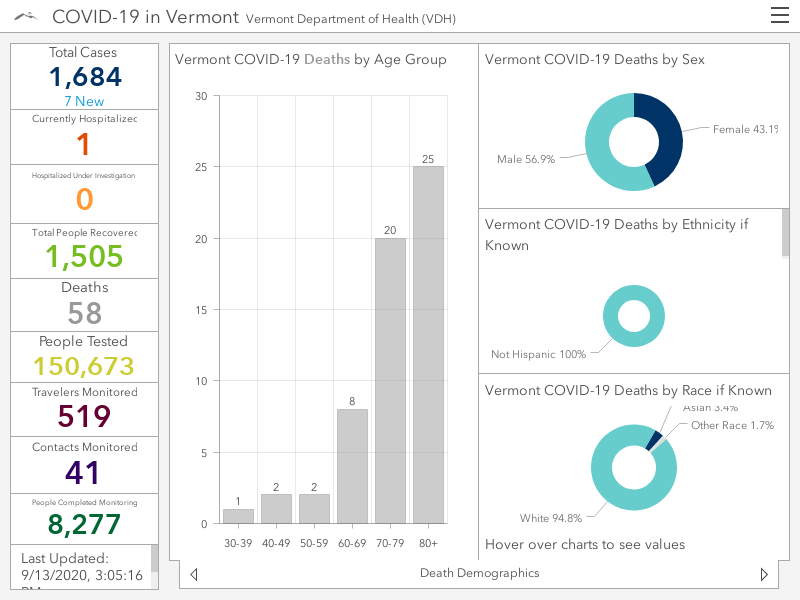 COVID-19 in Vermont Vermont Department of Health (VDH)
Total Cases
1,684
7 New
Currently Hospitalized
1
Hospitalized Under Investigation
0
Total People Recovered
1,505
Deaths
58
People Tested
150,673
Travelers Monitored
519
Contacts Monitored
41
People Completed Monitoring
8,277
Last Updated:
9/13/2020, 3:05:16
PM
Vermont COVID-19 Deaths by Age Group
30
25
20
15
10
5
0
1
2
2
8
20
25
30-39 40-49 50-59 60-69 70-79 80+
Vermont COVID-19 Deaths by Sex
Female 43.1%
Male 56.9%
Vermont COVID-19 Deaths by Ethnicity if
Known
Not Hispanic 100%
Vermont COVID-19 Deaths by Race if Known
Asian 3.4%
Other Race 1.7%
White 94.8%
Hover over charts to see values
Death Demographics